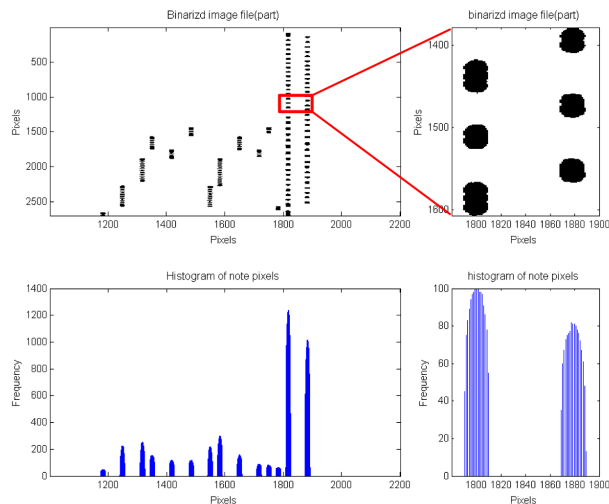 Binarizd image file(part)
500
1000
1500
2000
2500
Pixels
1200 1400 1600 1800 2000 2200
Pixels
binarized image file(part)
1400
1500
1600
Pixels
1800 1820 1840 1860 1880 1900
Pixels
Histogram of note pixels
1400
1200
1000
800
600
400
200
0
Frequency
1200 1400 1600 1800 2000 2200
Pixels
histogram of note pixels
100
80
60
40
20
0
Frequency
1800 1820 1840 1860 1880 1900
Pixels